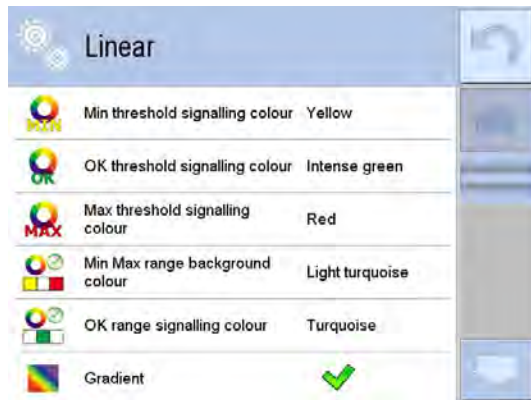 Linear
MIN
Min threshold signalling colour Yellow
OK
OK threshold signalling colour Intense green
MAX
Max threshold signalling
colour
Red
Min Max range background
colour
Light turquoise
OK range signalling colour Turquoise
Gradient